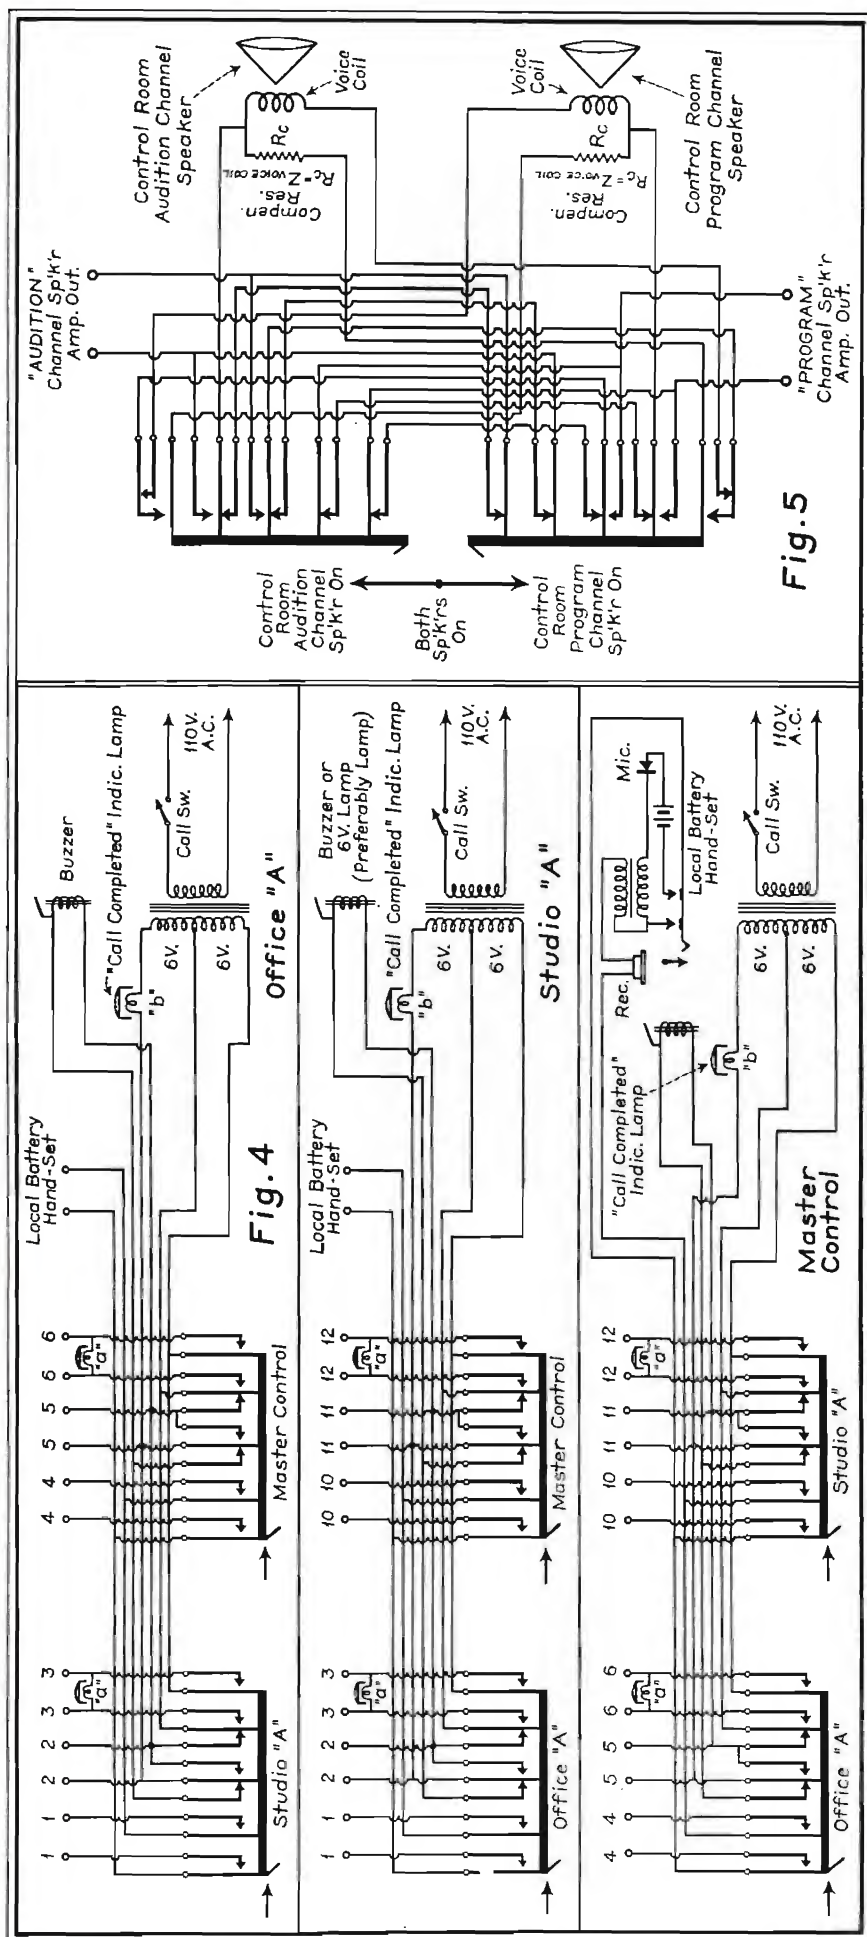 Office "A"
Fig. 4
Local Battery
Hand-Set
Buzzer
"Call Completed" Indic. Lamp
"b"
6V.
6V.
Call Sw.
110V.
A.C.
1
1
2
2
3
3
"a"
Studio "A"
4
4
5
5
6
6
"a"
Master Control
Studio "A"
Local Battery
Hand-Set
Buzzer or
6V. Lamp
(Preferably Lamp)
"Call Completed" Indic. Lamp
"b"
6V.
6V.
Call Sw.
110V.
A.C.
1
1
2
2
3
3
"a"
Office "A"
10
10
11
11
12
12
"a"
Master Control
Master
Control
"Call Completed"
Indic. Lamp
"b"
Rec.
Mic.
Local Battery
Hand-Set
6V.
6V.
Call Sw.
110V.
A.C.
4
4
5
5
6
6
"a"
Office "A"
10
10
11
11
12
12
"a"
Studio "A"
Fig. 5
Control
Room
Audition
Channel
Sp'k'r On
Both
Sp'k'rs
On
Control
Room
Program
Channel
Sp'k'r On
"AUDITION"
Channel Sp'k'r
Amp. Out.
"PROGRAM"
Channel Sp'k'r
Amp. Out.
Compen.
Res.
Rc=Z VOICE COIL
Rc
Voice
Coil
Control Room
Audition Channel
Speaker
Compen.
Res.
Rc=Z VOICE COIL
Rc
Voice
Coil
Control Room
Program Channel
Speaker